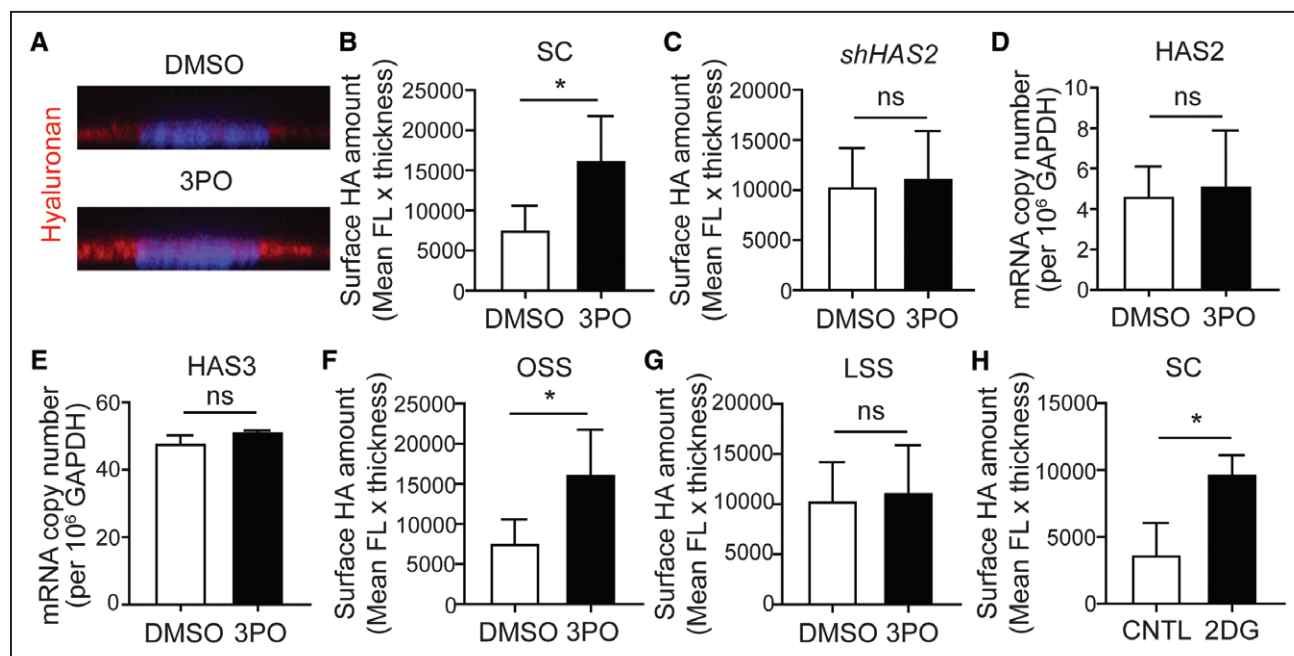 A
DMSO
Hyaluronan
3PO
B
SC
*
Surface HA amount
(Mean FL x thickness)
25000
20000
15000
10000
5000
0
DMSO 3PO
C
shHAS2
ns
Surface HA amount
(Mean FL x thickness)
20000
15000
10000
5000
0
DMSO 3PO
D
HAS2
ns
mRNA copy number
(per 10⁶ GAPDH)
10
8
6
4
2
0
DMSO 3PO
E
HAS3
ns
mRNA copy number
(per 10⁶ GAPDH)
60
40
20
0
DMSO 3PO
F
OSS
*
Surface HA amount
(Mean FL x thickness)
25000
20000
15000
10000
5000
0
DMSO 3PO
G
LSS
ns
Surface HA amount
(Mean FL x thickness)
20000
15000
10000
5000
0
DMSO 3PO
H
SC
*
Surface HA amount
(Mean FL x thickness)
15000
10000
5000
0
CNTL 2DG